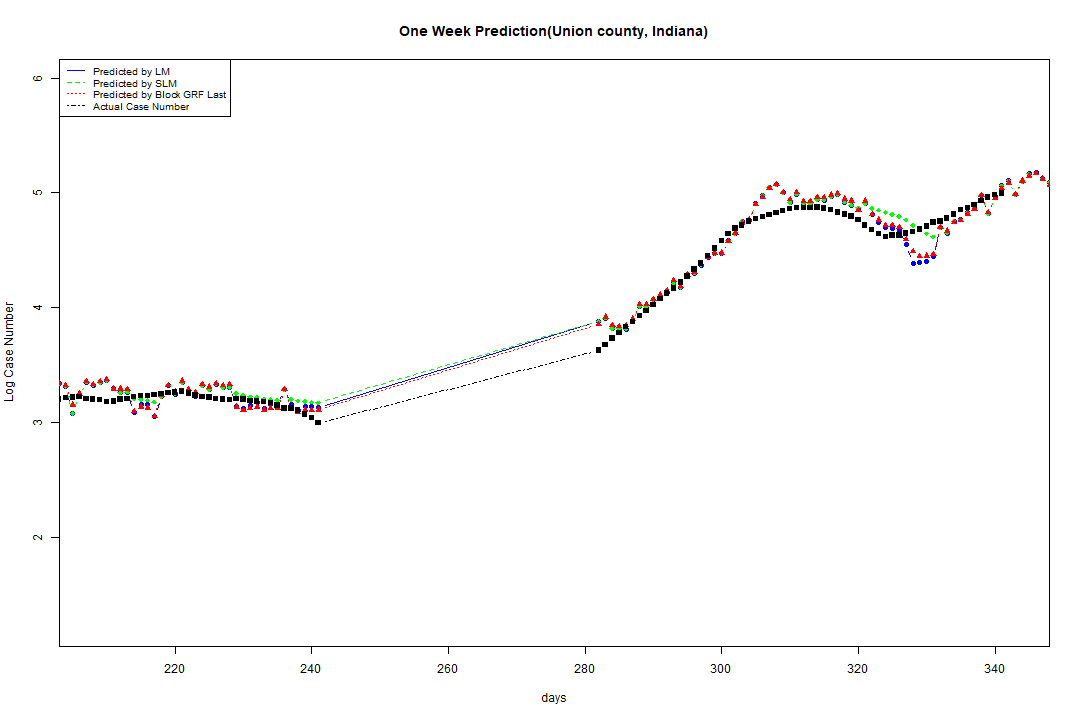 One Week Prediction(Union county, Indiana)
Predicted by LM
Predicted by SLM
Predicted by Block GRF Last
Actual Case Number
6
5
4
3
2
Log Case Number
220 240 260 280 300 320 340
days